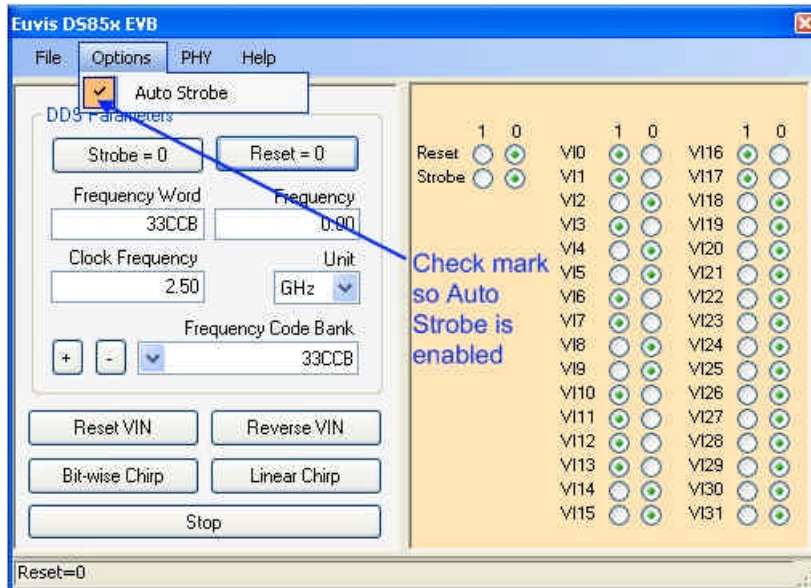 Euvis DS85x EVB
File Options PHY Help
Auto Strobe
DDS Parameters
Strobe = 0 Reset = 0
Frequency Word Frequency
33CCB 0.00
Clock Frequency Unit
2.50 GHz
Frequency Code Bank
+ - 33CCB
Reset VIN Reverse VIN
Bit-wise Chirp Linear Chirp
Stop
1 0
Reset
Strobe
Check mark
so Auto
Strobe is
enabled
1 0
VI0
VI1
VI2
VI3
VI4
VI5
VI6
VI7
VI8
VI9
VI10
VI11
VI12
VI13
VI14
VI15
1 0
VI16
VI17
VI18
VI19
VI20
VI21
VI22
VI23
VI24
VI25
VI26
VI27
VI28
VI29
VI30
VI31
Reset=0